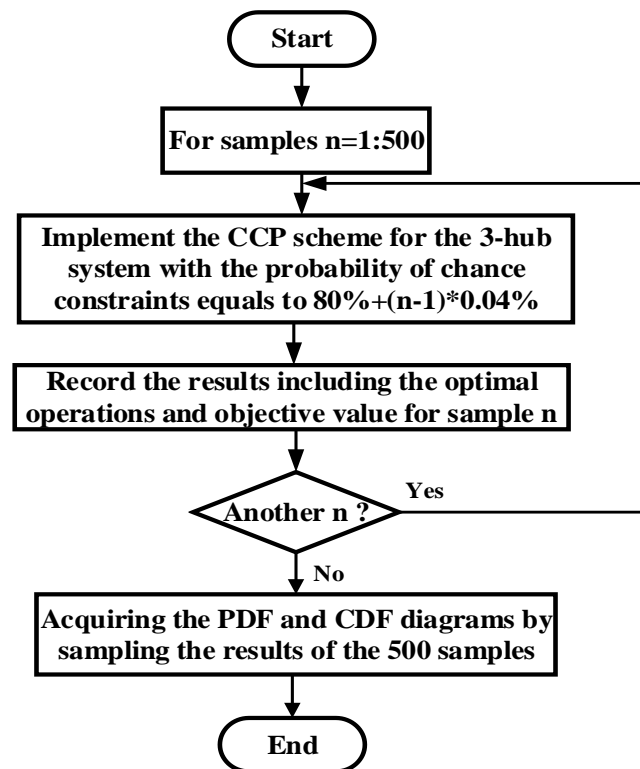 Start
For samples n=1:500
Implement the CCP scheme for the 3-hub
system with the probability of chance
constraints equals to 80%+(n-1)*0.04%
Record the results including the optimal
operations and objective value for sample n
Another n ?
Yes
No
Acquiring the PDF and CDF diagrams by
sampling the results of the 500 samples
End